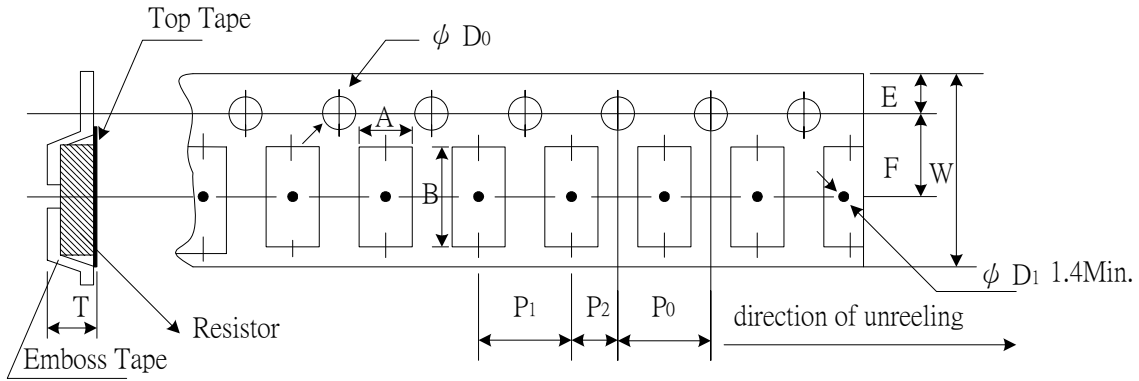 Top Tape
ϕ D0
E
A
F
W
B
ϕ D1 1.4Min.
T
P1
P2
P0
direction of unreeling
Resistor
Emboss Tape